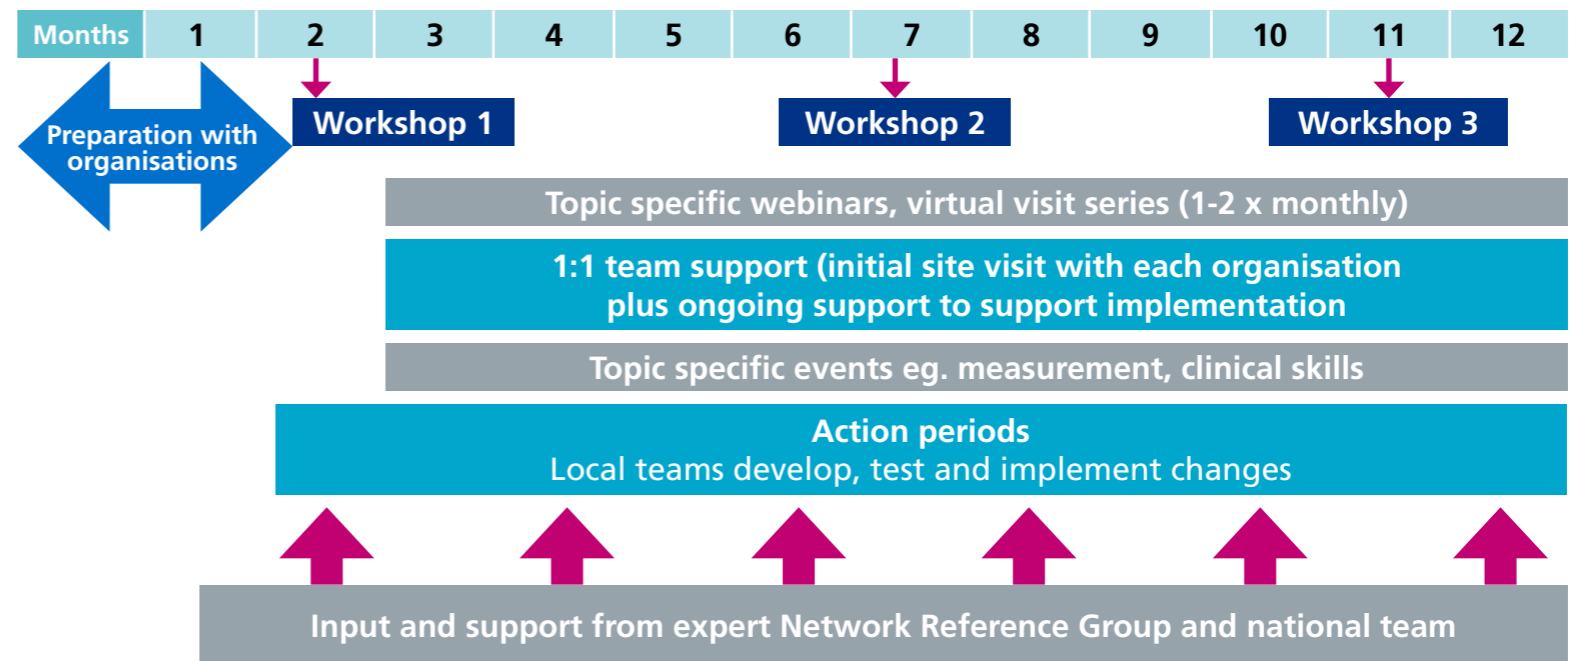 Months 1 2 3 4 5 6 7 8 9 10 11 12
Preparation with
organisations
Workshop 1
Workshop 2
Workshop 3
Topic specific webinars, virtual visit series (1-2 x monthly)
1:1 team support (initial site visit with each organisation
plus ongoing support to support implementation
Topic specific events eg. measurement, clinical skills
Action periods
Local teams develop, test and implement changes
Input and support from expert Network Reference Group and national team